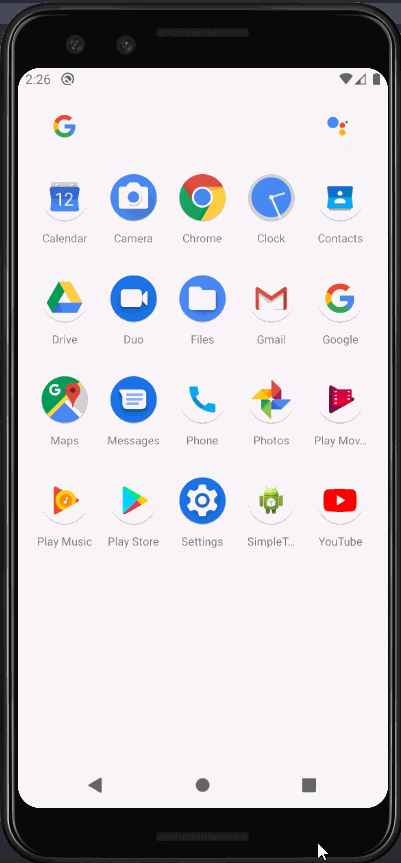 2:26
G
12
Calendar Camera Chrome Clock Contacts
Drive Duo Files Gmail Google
G
Maps Messages Phone Photos Play Mov...
Play Music Play Store Settings SimpleT... YouTube